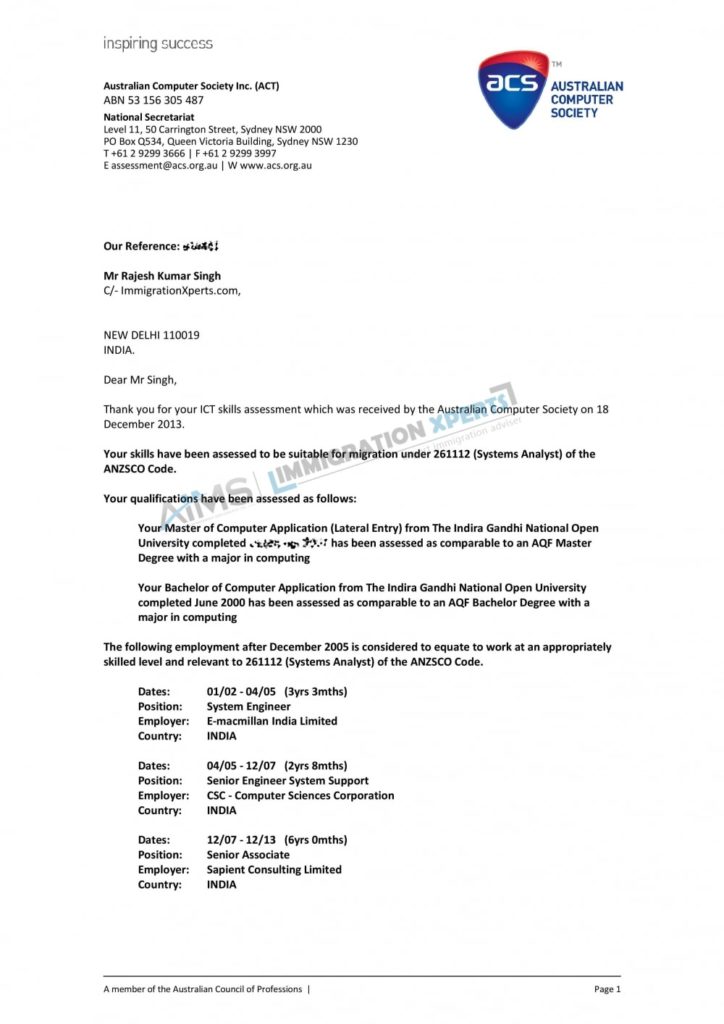 inspiring success
Australian Computer Society Inc. (ACT)
ABN 53 156 305 487
National Secretariat
Level 11, 50 Carrington Street, Sydney NSW 2000
PO Box Q534, Queen Victoria Building, Sydney NSW 1230
T +61 2 9299 3666 | F +61 2 9299 3997
E assessment@acs.org.au | W www.acs.org.au
acs
TM
AUSTRALIAN
COMPUTER
SOCIETY
Our Reference:
Mr Rajesh Kumar Singh
C/- ImmigrationXperts.com,
NEW DELHI 110019
INDIA.
Dear Mr Singh,
Thank you for your ICT skills assessment which was received by the Australian Computer Society on 18
December 2013.
Your skills have been assessed to be suitable for migration under 261112 (Systems Analyst) of the
ANZSCO Code.
AIMS IMMIGRATION XPERTS
immigration adviser
Your qualifications have been assessed as follows:
Your Master of Computer Application (Lateral Entry) from The Indira Gandhi National Open
University completed has been assessed as comparable to an AQF Master
Degree with a major in computing
Your Bachelor of Computer Application from The Indira Gandhi National Open University
completed June 2000 has been assessed as comparable to an AQF Bachelor Degree with a
major in computing
The following employment after December 2005 is considered to equate to work at an appropriately
skilled level and relevant to 261112 (Systems Analyst) of the ANZSCO Code.
Dates: 01/02 - 04/05 (3yrs 3mths)
Position: System Engineer
Employer: E-macmillan India Limited
Country: INDIA
Dates: 04/05 - 12/07 (2yrs 8mths)
Position: Senior Engineer System Support
Employer: CSC - Computer Sciences Corporation
Country: INDIA
Dates: 12/07 - 12/13 (6yrs 0mths)
Position: Senior Associate
Employer: Sapient Consulting Limited
Country: INDIA
A member of the Australian Council of Professions |
Page 1